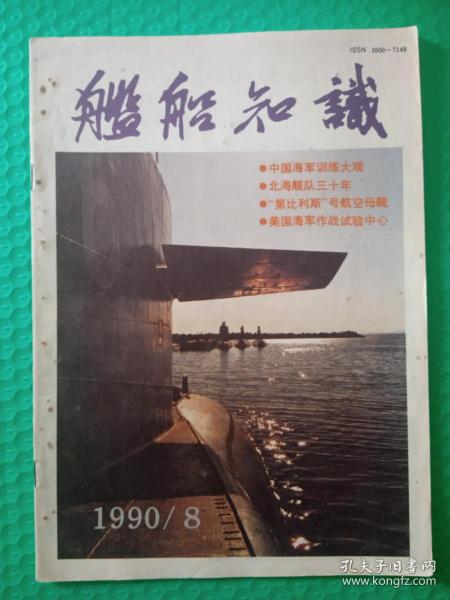 ISSN 1000-7148
艦船知識
●中国海军训练大观
●北海舰队三十年
●“第比利斯”号航空母舰
●美国海军作战试验中心
1990/8
孔夫子旧书网
www.kongfz.com